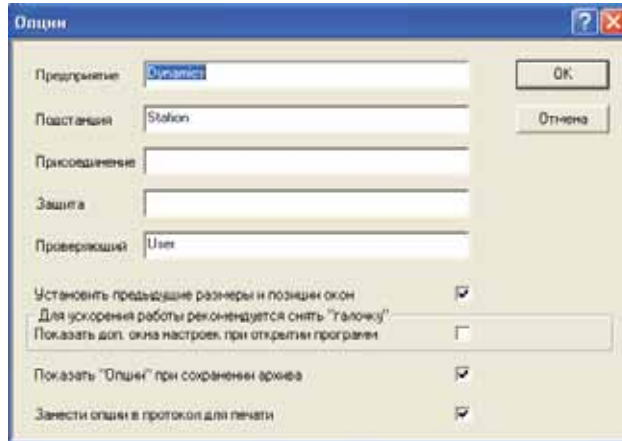 Опции
Предприятие Dynamics OK
Подстанция Station Отмена
Присоединение
Защита
Проверяющий User
Установить предыдущие размеры и позиции окон
Для ускорения работы рекомендуется снять "галочку"
Показать доп. окна настроек при открытии программ
Показать "Опции" при сохранении архива
Занести опции в протокол для печати